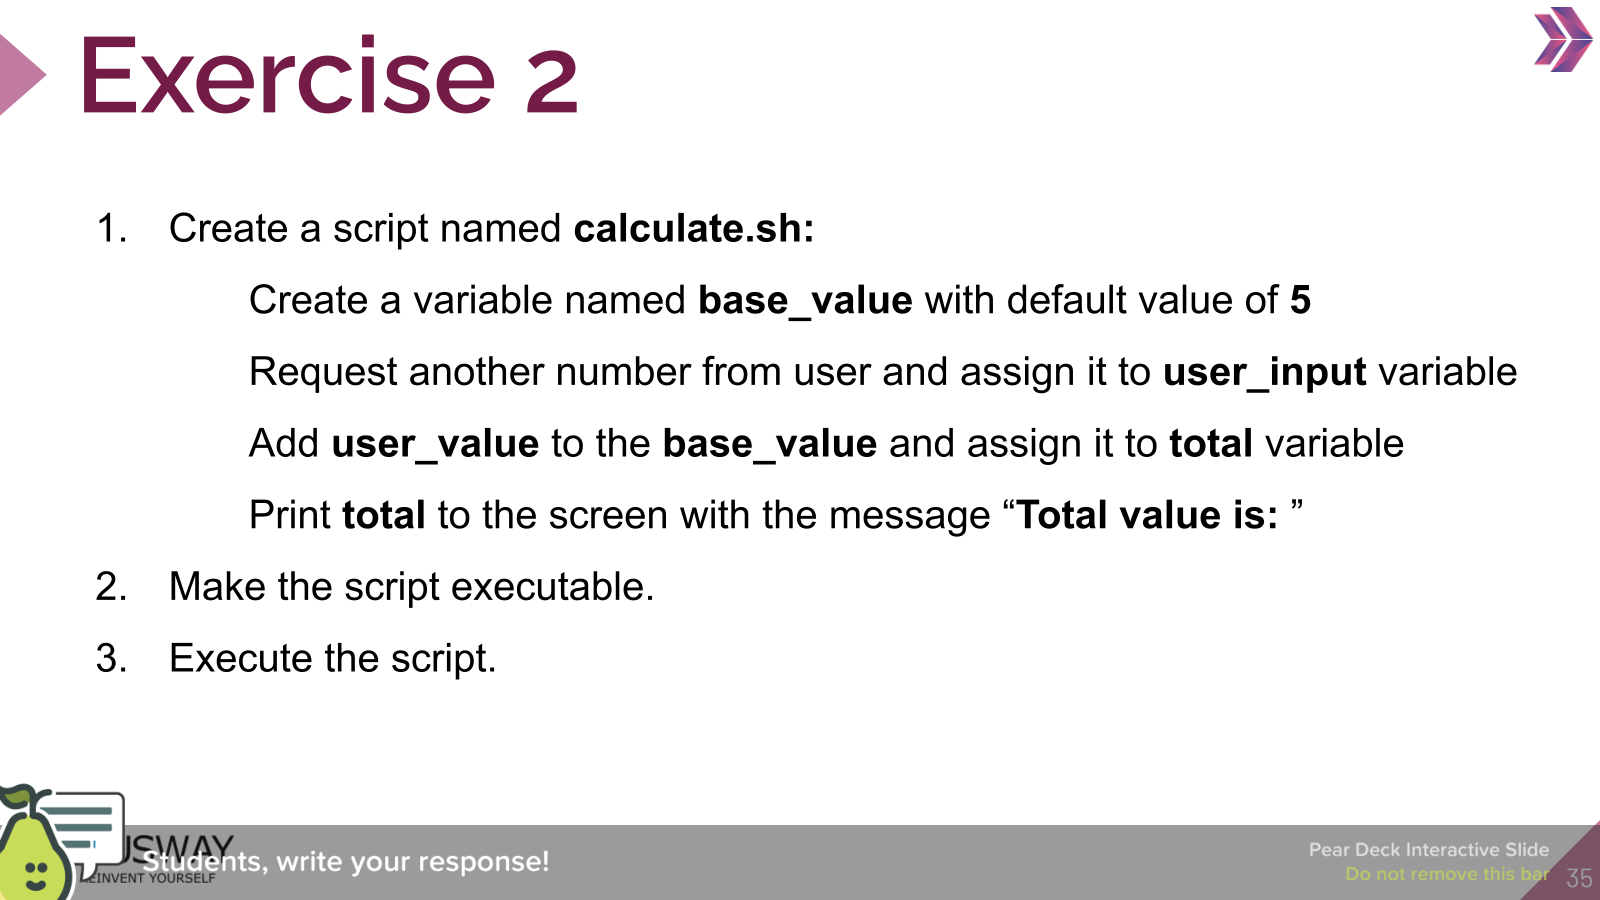 Exercise 2
1. Create a script named calculate.sh:
Create a variable named base_value with default value of 5
Request another number from user and assign it to user_input variable
Add user_value to the base_value and assign it to total variable
Print total to the screen with the message “Total value is: ”
2. Make the script executable.
3. Execute the script.
Students, write your response!
REINVENT YOURSELF
Pear Deck Interactive Slide
Do not remove this bar
35